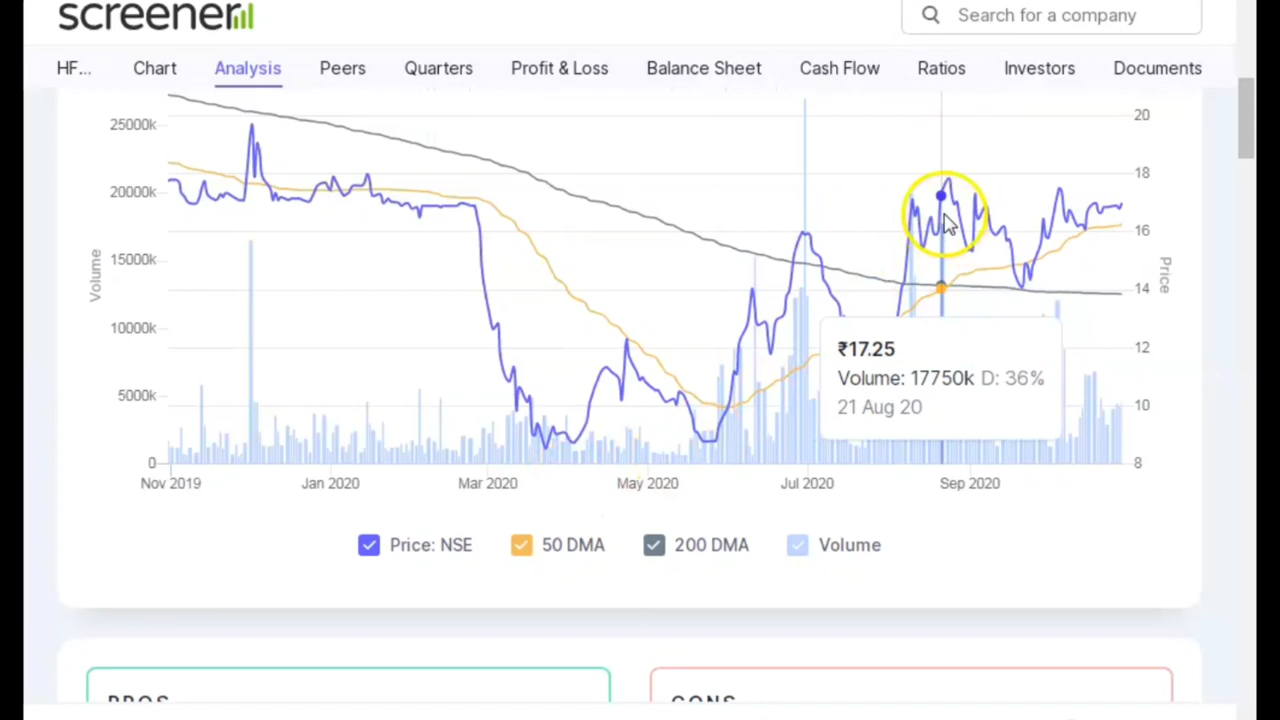 screener
Search for a company
HF... Chart Analysis Peers Quarters Profit & Loss Balance Sheet Cash Flow Ratios Investors Documents
25000k
20000k
15000k
10000k
5000k
0
Volume
20
18
16
14
12
10
8
Price
₹17.25
Volume: 17750k D: 36%
21 Aug 20
Nov 2019 Jan 2020 Mar 2020 May 2020 Jul 2020 Sep 2020
Price: NSE 50 DMA 200 DMA Volume
PROS CONS